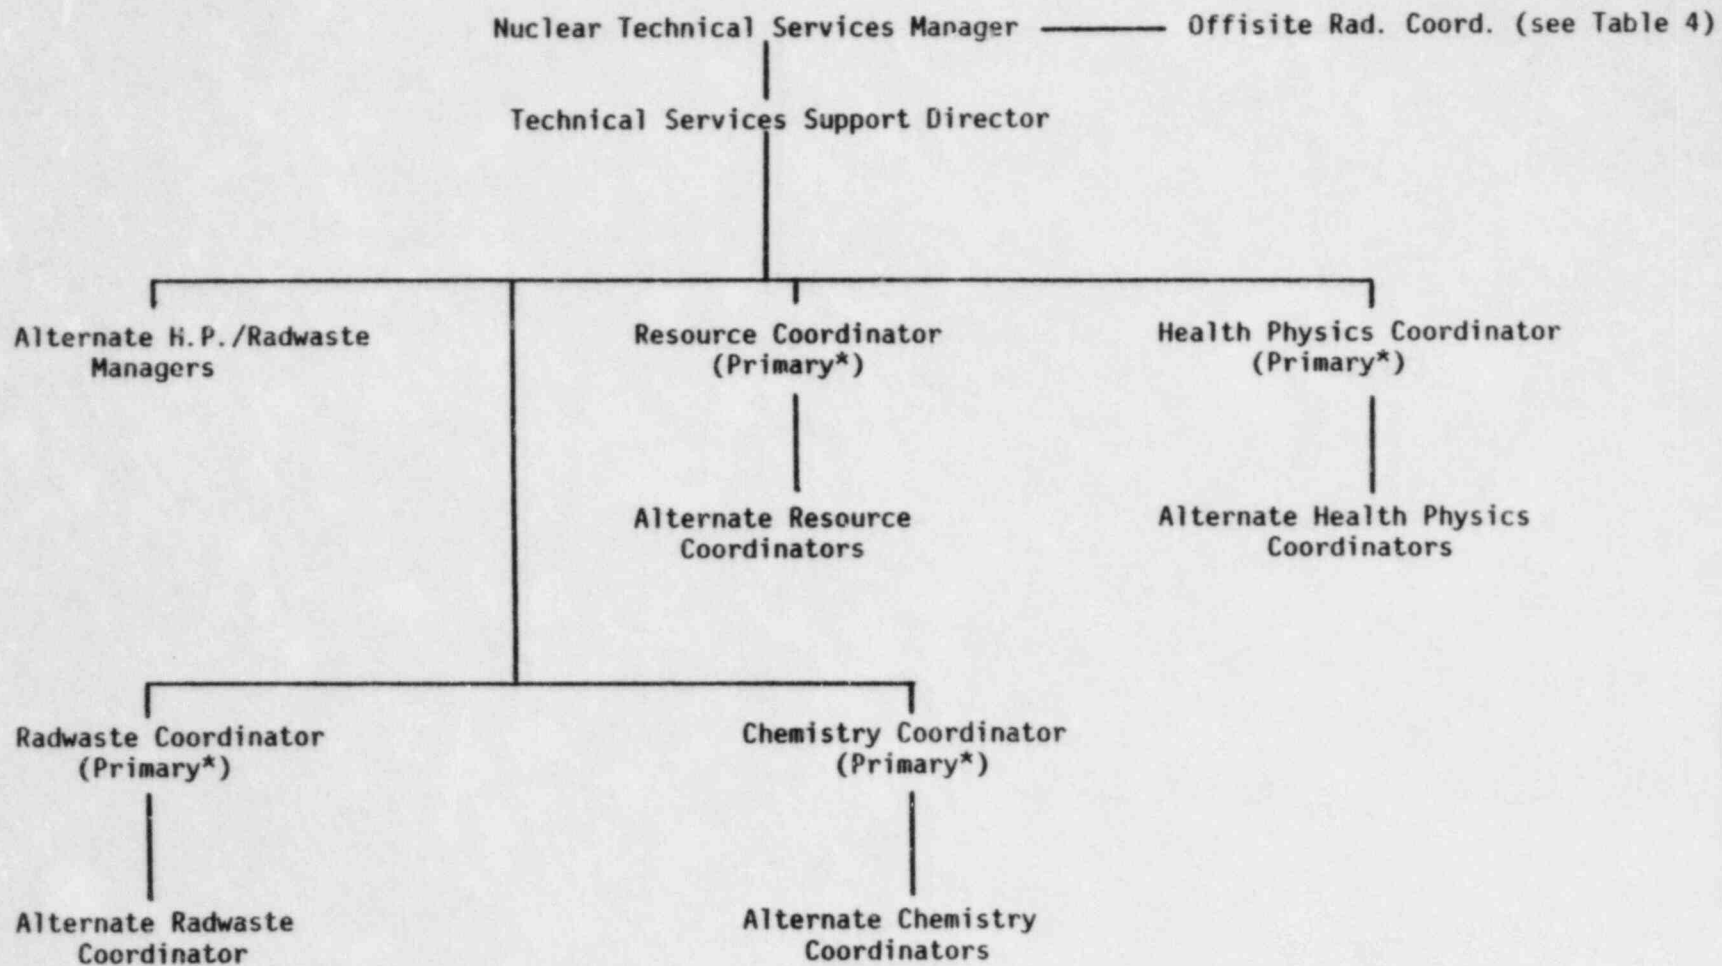 Nuclear Technical Services Manager
Offisite Rad. Coord. (see Table 4)
Technical Services Support Director
Alternate H.P./Radwaste
Managers
Resource Coordinator
(Primary*)
Health Physics Coordinator
(Primary*)
Alternate Resource
Coordinators
Alternate Health Physics
Coordinators
Radwaste Coordinator
(Primary*)
Chemistry Coordinator
(Primary*)
Alternate Radwaste
Coordinator
Alternate Chemistry
Coordinators